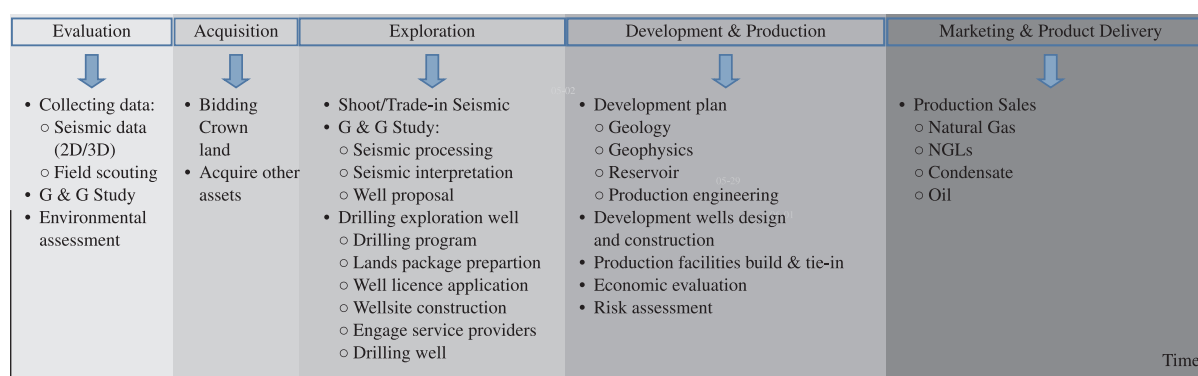 Evaluation
• Collecting data:
○ Seismic data
(2D/3D)
○ Field scouting
• G & G Study
• Environmental
assessment
Acquisition
• Bidding
Crown
land
• Acquire other
assets
Exploration
• Shoot/Trade-in Seismic
• G & G Study:
○ Seismic processing
○ Seismic interpretation
○ Well proposal
• Drilling exploration well
○ Drilling program
○ Lands package prepartion
○ Well licence application
○ Wellsite construction
○ Engage service providers
○ Drilling well
05-02
Development & Production
• Development plan
○ Geology
○ Geophysics
○ Reservoir
○ Production engineering
05-29
• Development wells design
and construction
• Production facilities build & tie-in
• Economic evaluation
• Risk assessment
Marketing & Product Delivery
• Production Sales
○ Natural Gas
○ NGLs
○ Condensate
○ Oil
Time